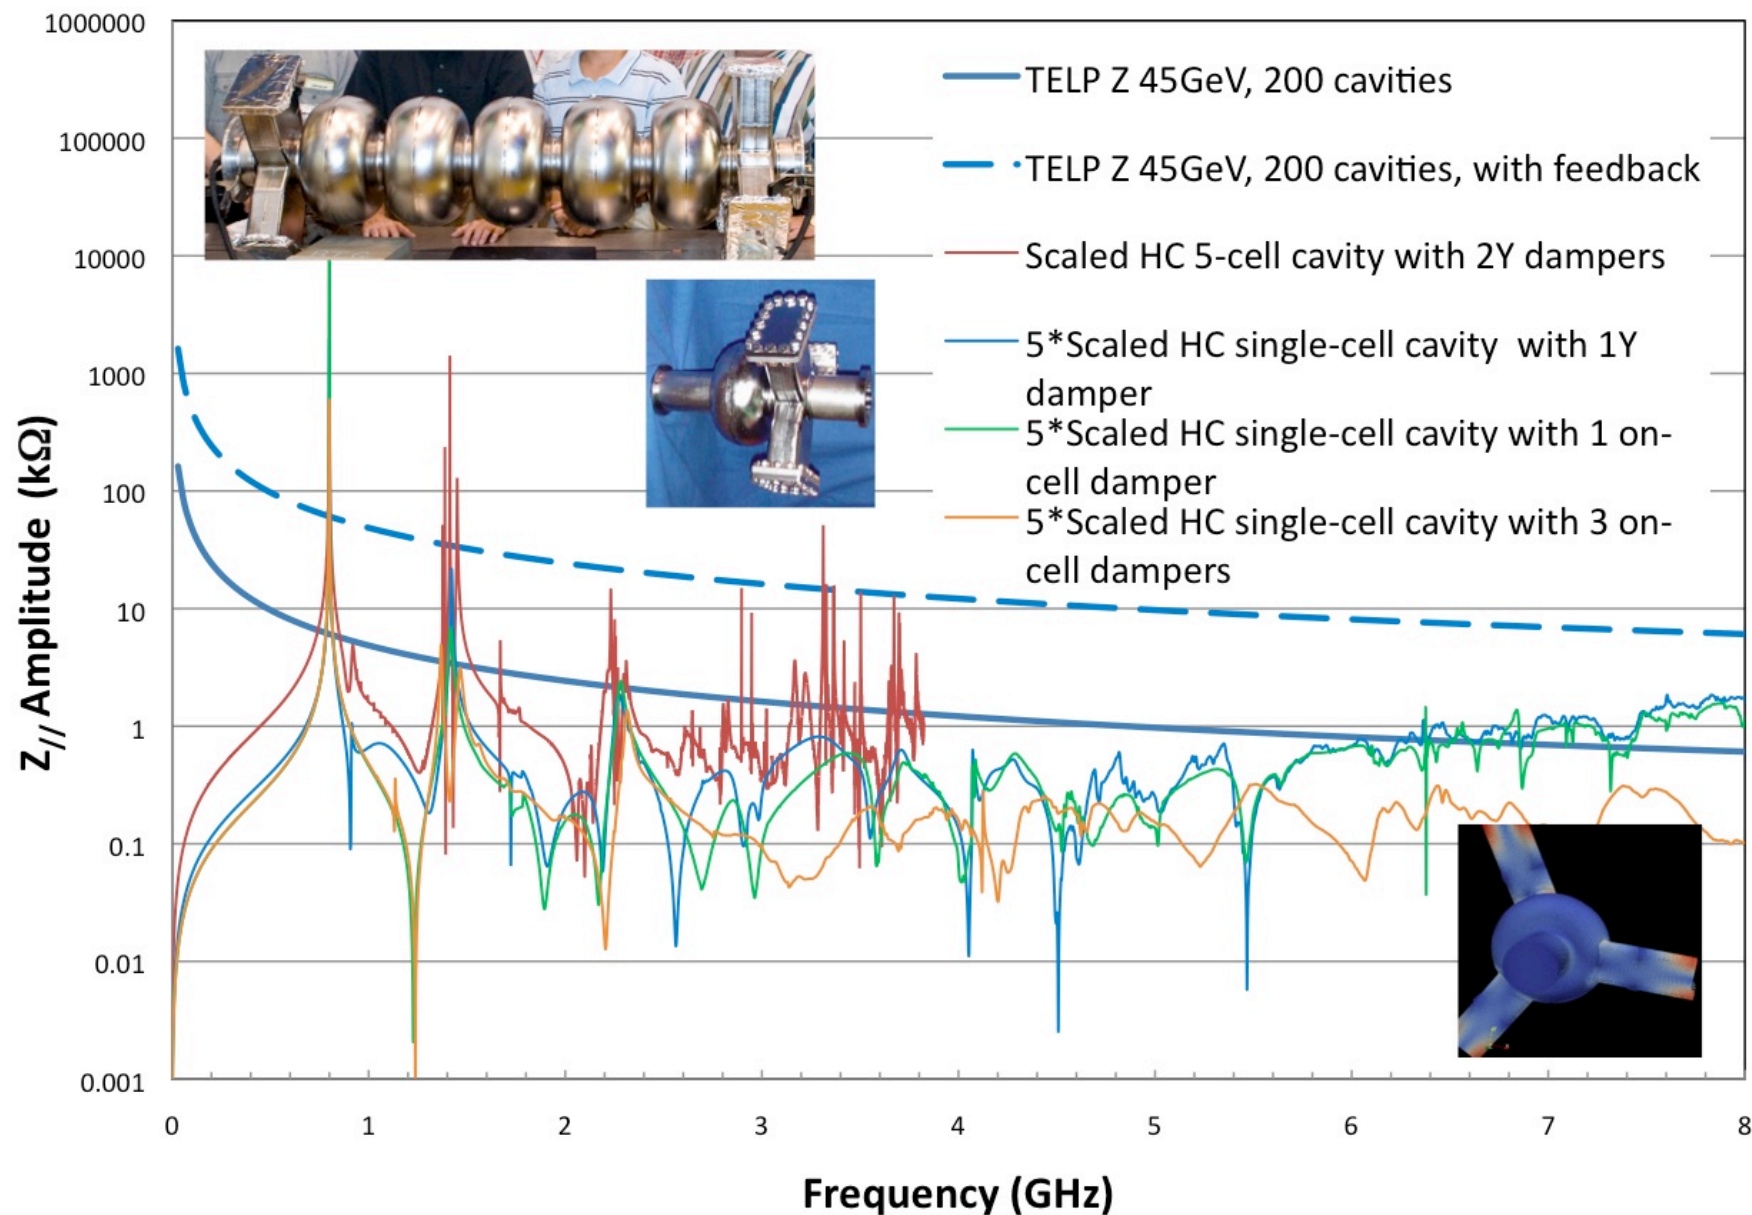 1000000
100000
10000
1000
100
10
1
0.1
0.01
0.001
Z// Amplitude (kΩ)
TELP Z 45GeV, 200 cavities
TELP Z 45GeV, 200 cavities, with feedback
Scaled HC 5-cell cavity with 2Y dampers
5*Scaled HC single-cell cavity with 1Y
damper
5*Scaled HC single-cell cavity with 1 on-
cell damper
5*Scaled HC single-cell cavity with 3 on-
cell dampers
0 1 2 3 4 5 6 7 8
Frequency (GHz)